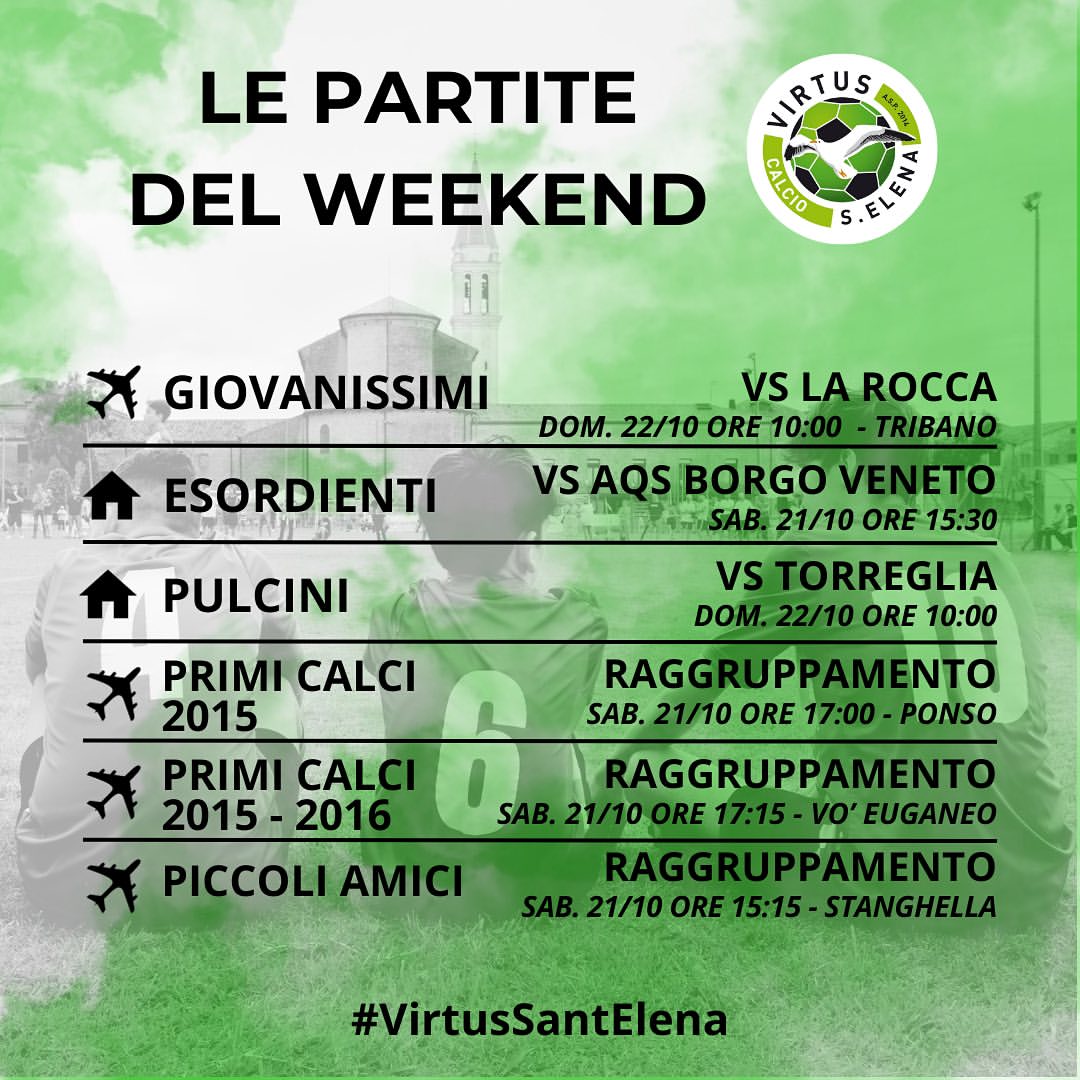 LE PARTITE
DEL WEEKEND
VIRTUS
A.S.P. 2014
CALCIO
S. ELENA
GIOVANISSIMI
VS LA ROCCA
DOM. 22/10 ORE 10:00 - TRIBANO
ESORDIENTI
VS AQS BORGO VENETO
SAB. 21/10 ORE 15:30
PULCINI
VS TORREGLIA
DOM. 22/10 ORE 10:00
PRIMI CALCI
2015
RAGGRUPPAMENTO
SAB. 21/10 ORE 17:00 - PONSO
PRIMI CALCI
2015 - 2016
RAGGRUPPAMENTO
SAB. 21/10 ORE 17:15 - VO’ EUGANEO
PICCOLI AMICI
RAGGRUPPAMENTO
SAB. 21/10 ORE 15:15 - STANGHELLA
4
6
10
#VirtusSantElena